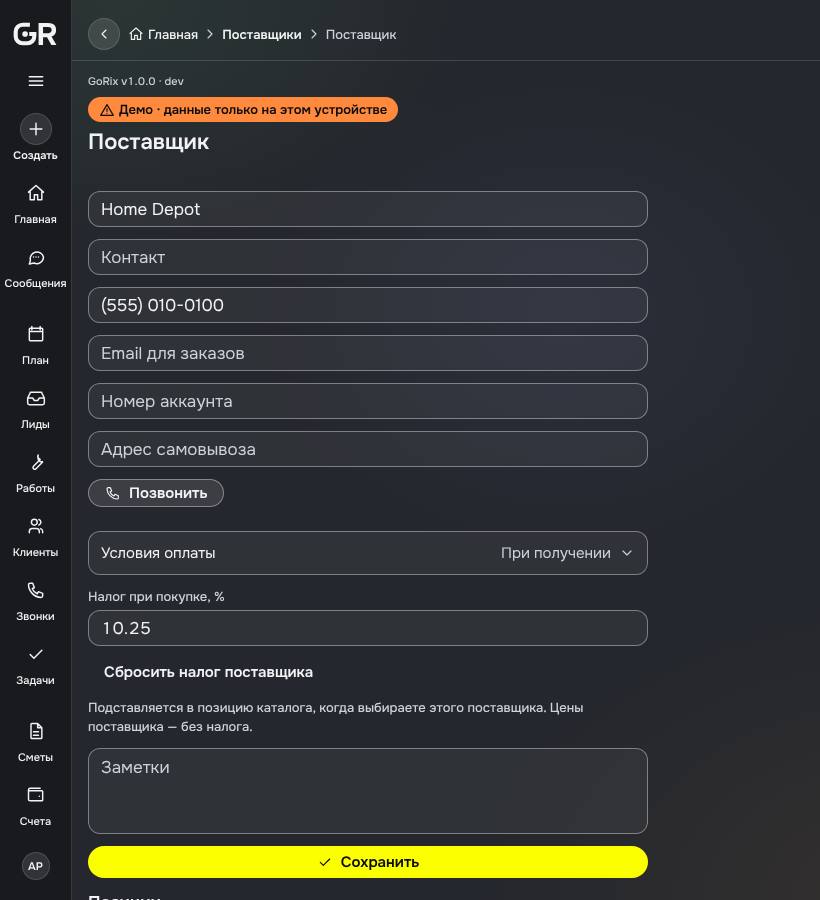 GR
Главная
Поставщики
Поставщик
GoRix v1.0.0 · dev
Демо · данные только на этом устройстве
Поставщик
Создать
Главная
Сообщения
План
Лиды
Работы
Клиенты
Звонки
Задачи
Сметы
Счета
AP
Home Depot
Контакт
(555) 010-0100
Email для заказов
Номер аккаунта
Адрес самовывоза
Позвонить
Условия оплаты
При получении
Налог при покупке, %
10.25
Сбросить налог поставщика
Подставляется в позицию каталога, когда выбираете этого поставщика. Цены
поставщика — без налога.
Заметки
Сохранить